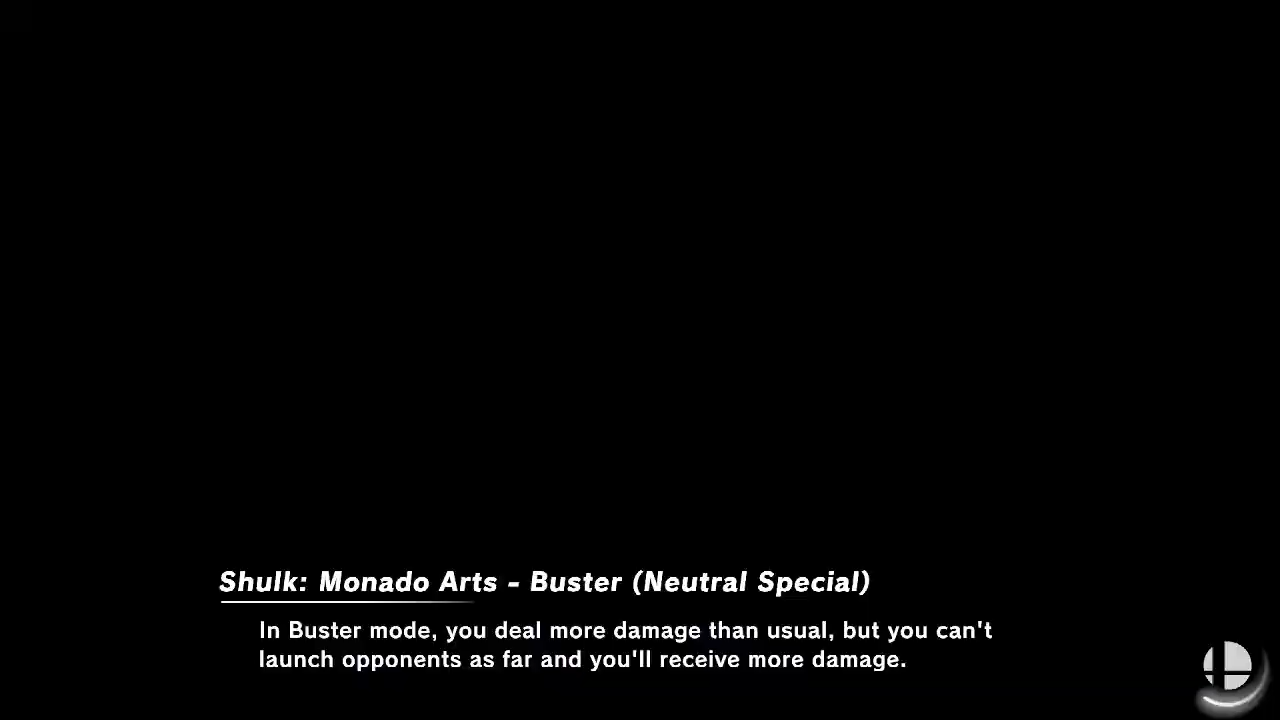 Shulk: Monado Arts - Buster (Neutral Special)
In Buster mode, you deal more damage than usual, but you can't
launch opponents as far and you'll receive more damage.